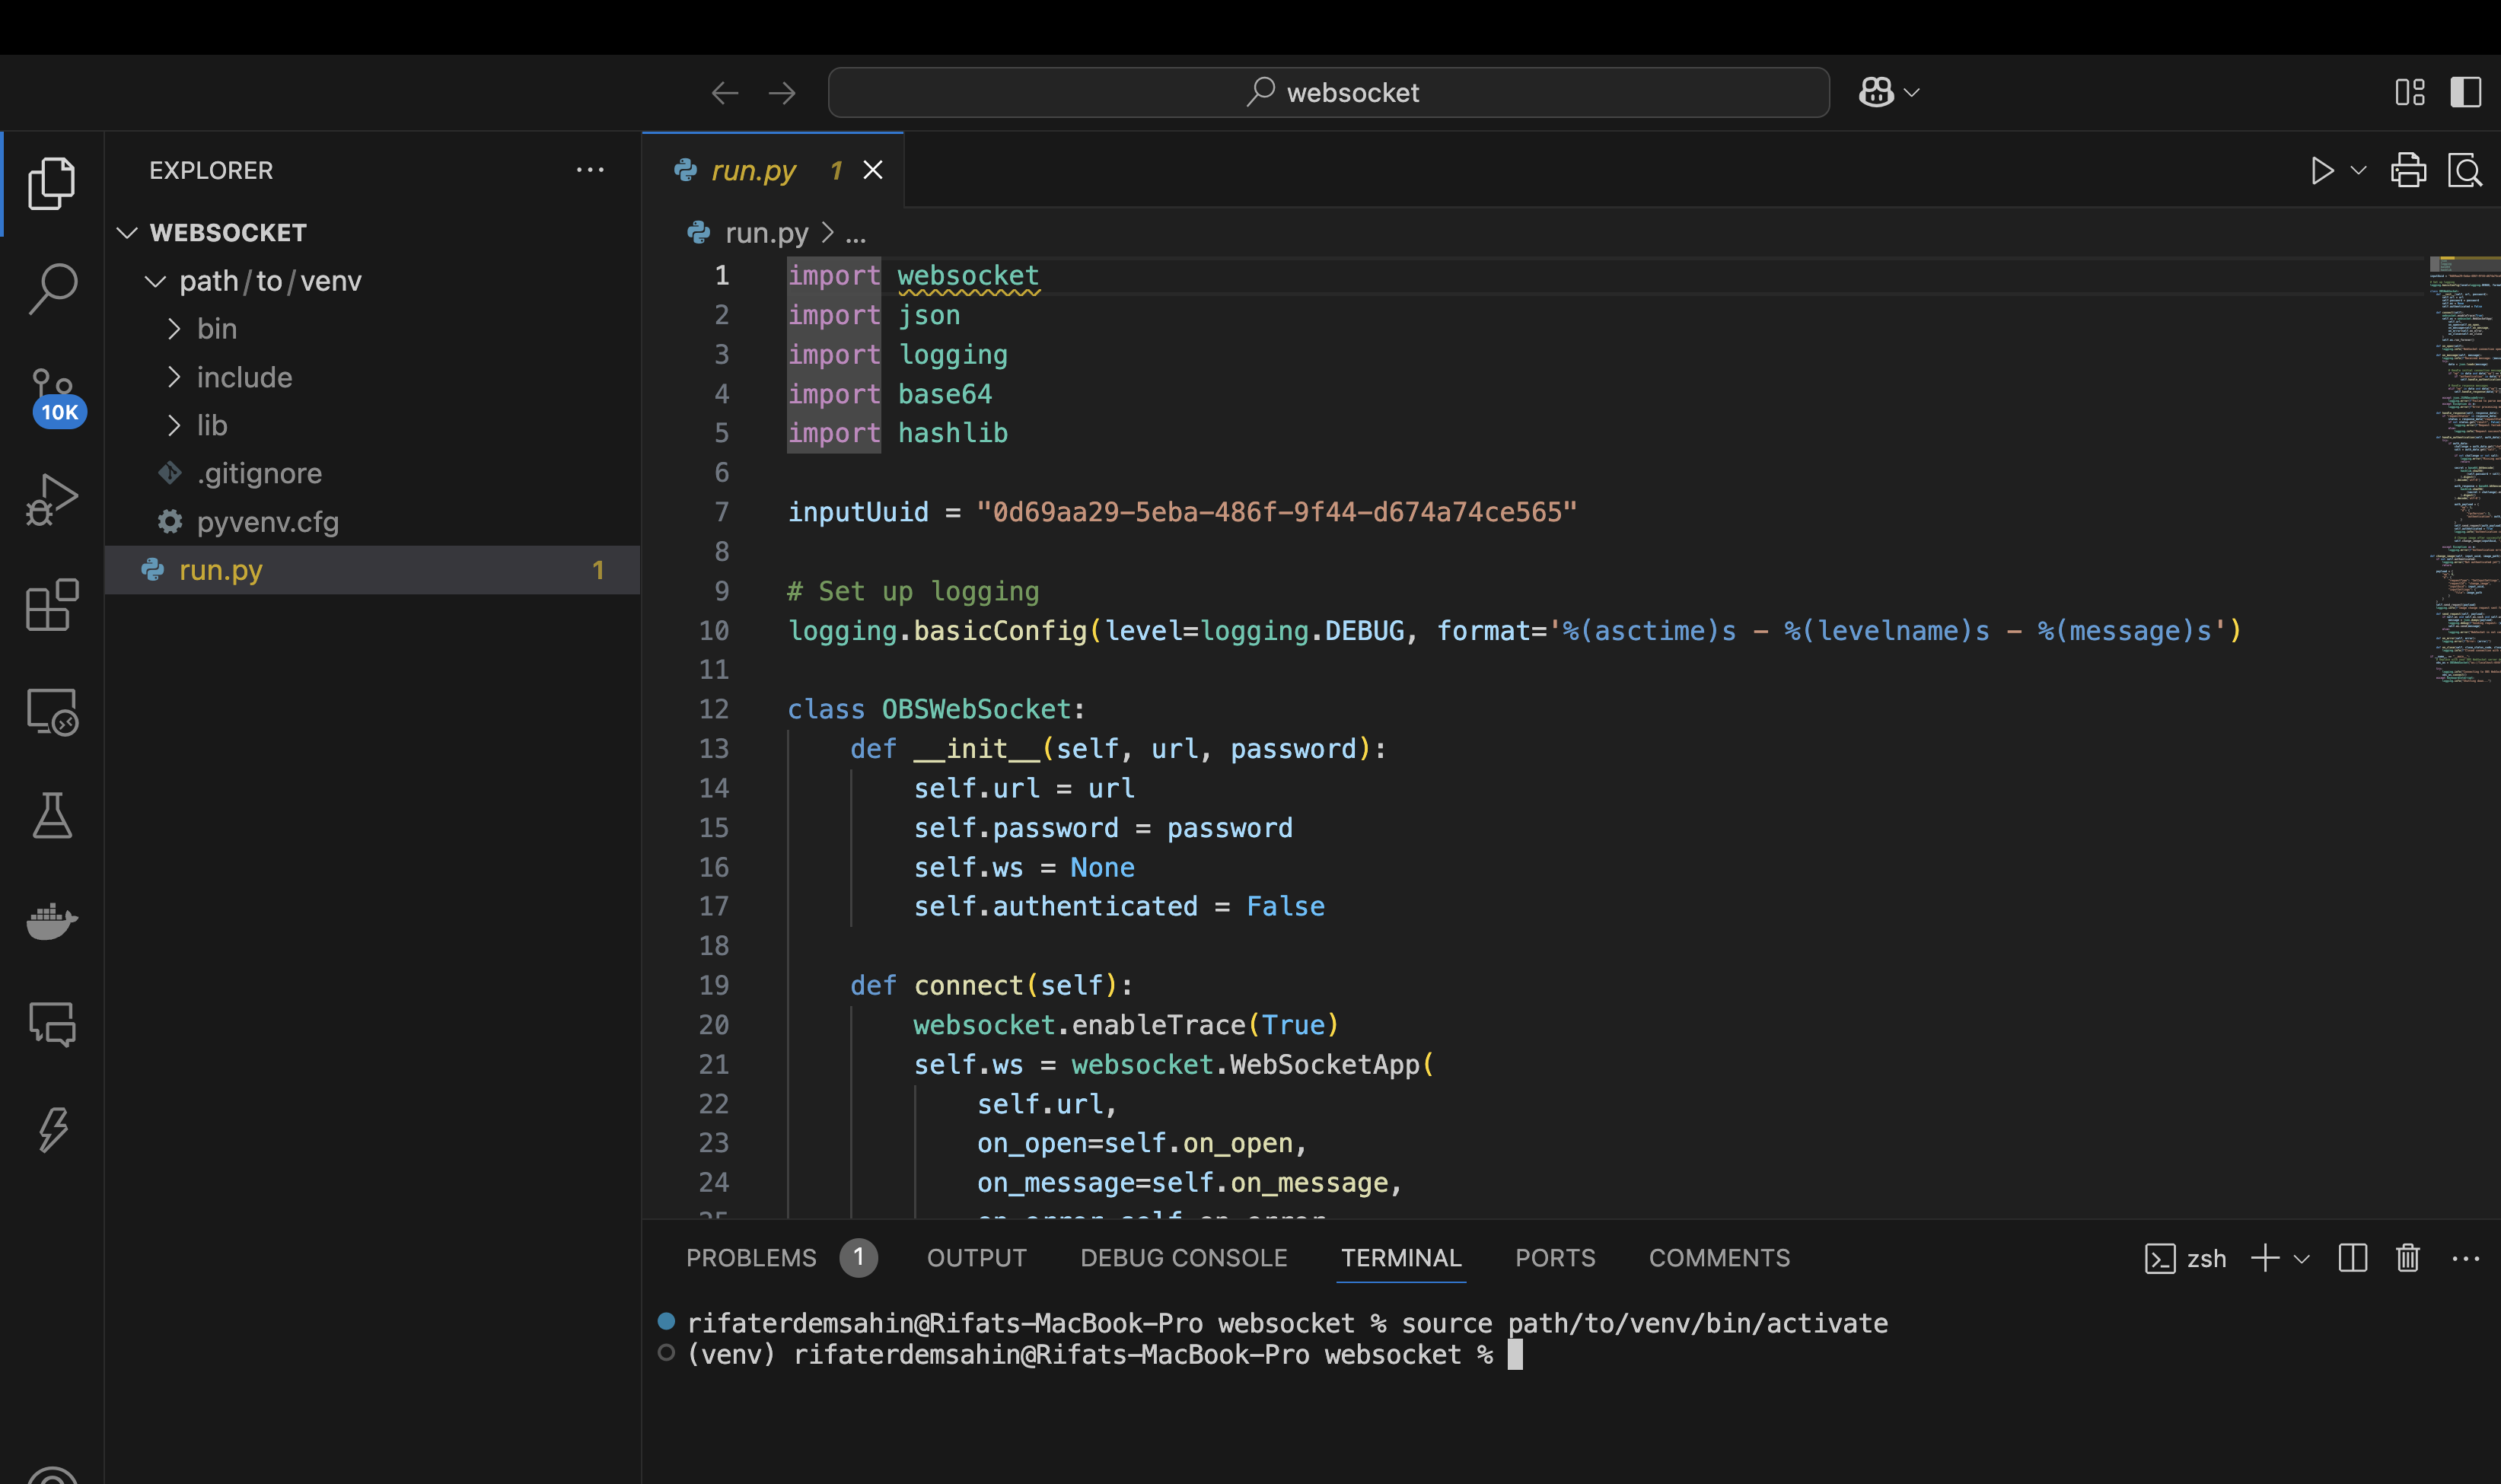 websocket
EXPLORER
WEBSOCKET
path/to/venv
bin
include
lib
.gitignore
pyvenv.cfg
run.py 1
10K
run.py 1
run.py > ...
1 import websocket
2 import json
3 import logging
4 import base64
5 import hashlib
6
7 inputUuid = "0d69aa29-5eba-486f-9f44-d674a74ce565"
8
9 # Set up logging
10 logging.basicConfig(level=logging.DEBUG, format='%(asctime)s - %(levelname)s - %(message)s')
11
12 class OBSWebSocket:
13     def __init__(self, url, password):
14         self.url = url
15         self.password = password
16         self.ws = None
17         self.authenticated = False
18
19     def connect(self):
20         websocket.enableTrace(True)
21         self.ws = websocket.WebSocketApp(
22             self.url,
23             on_open=self.on_open,
24             on_message=self.on_message,
PROBLEMS 1 OUTPUT DEBUG CONSOLE TERMINAL PORTS COMMENTS zsh
rifaterdemsahin@Rifats-MacBook-Pro websocket % source path/to/venv/bin/activate
(venv) rifaterdemsahin@Rifats-MacBook-Pro websocket %